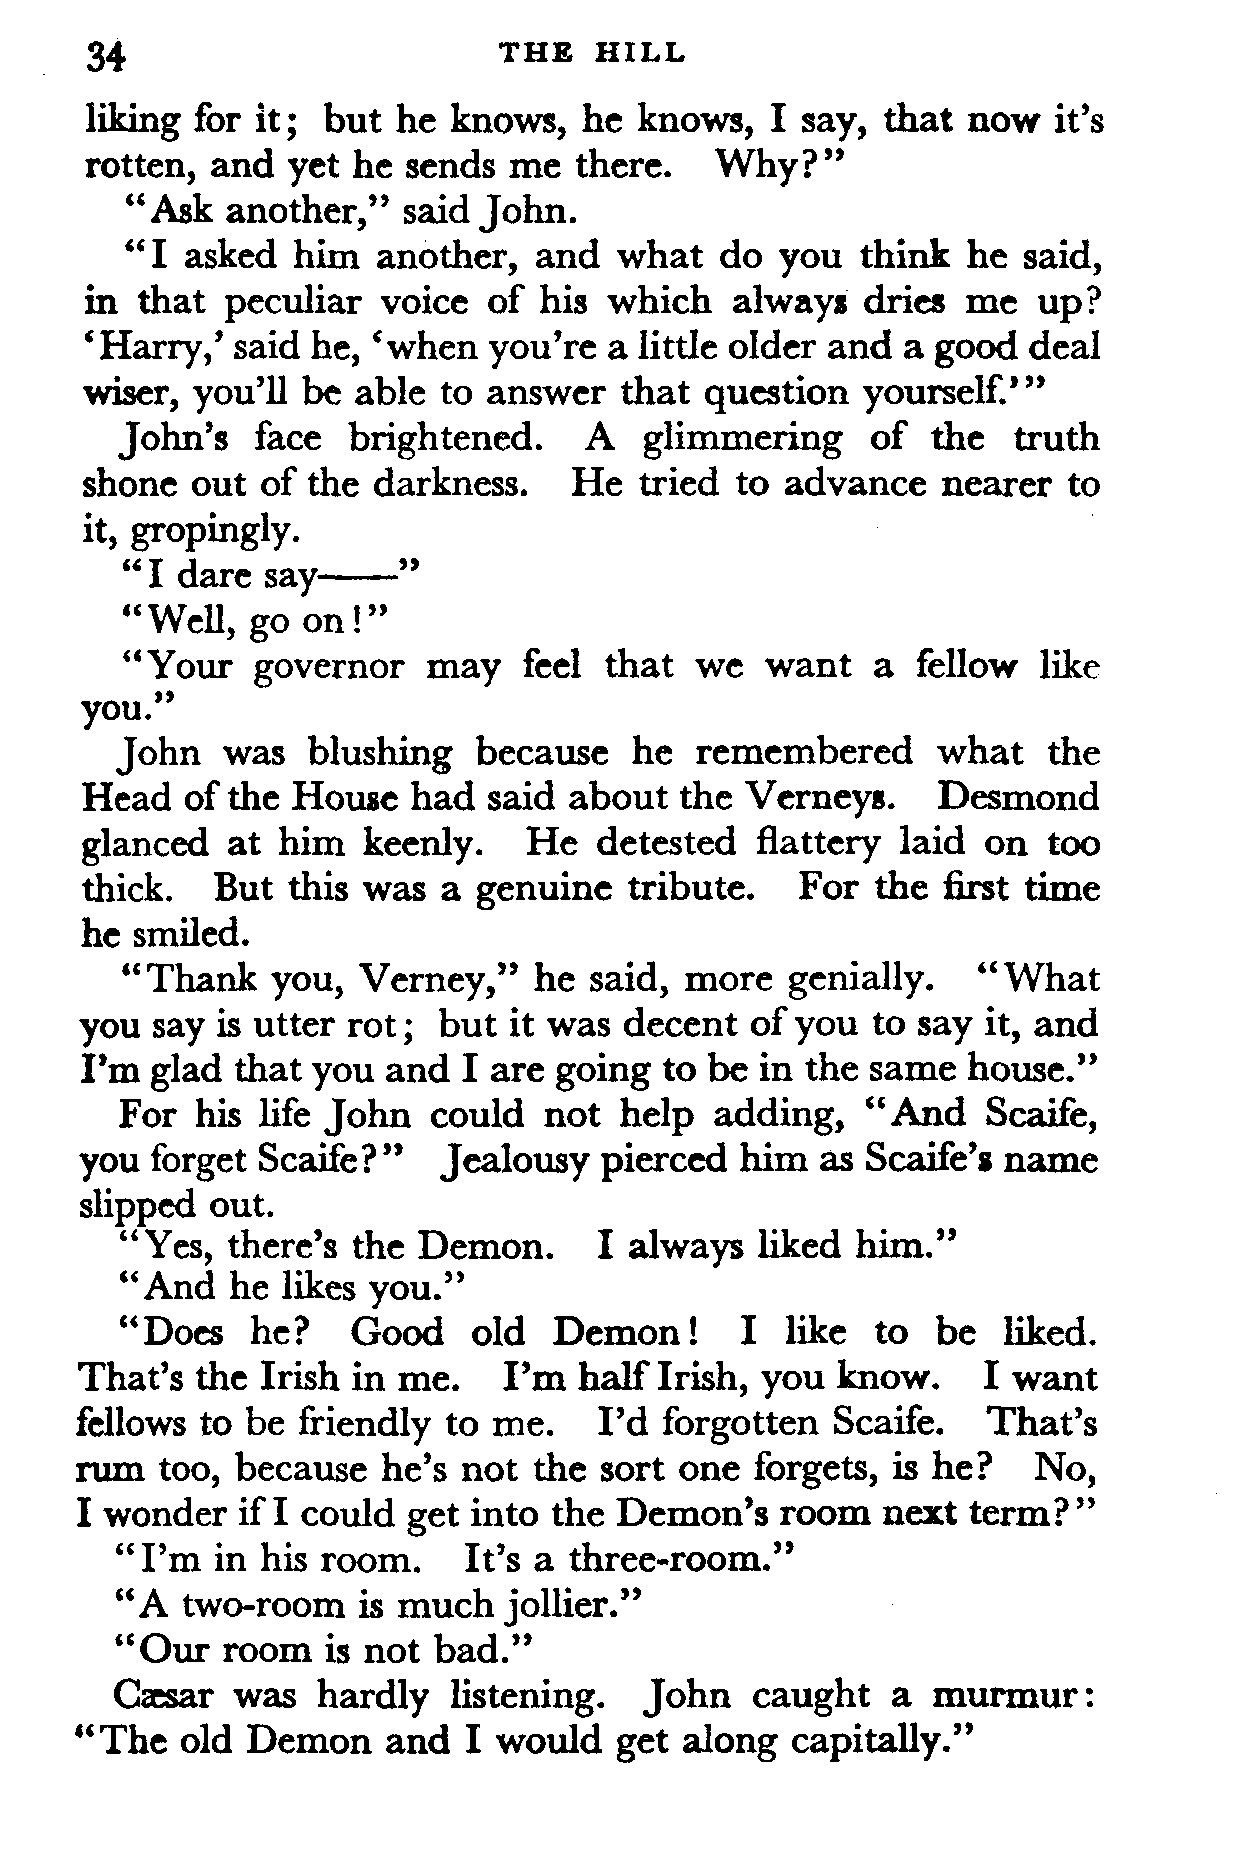 34 THE HILL
liking for it; but he knows, he knows, I say, that now it's
rotten, and yet he sends me there. Why?"
"Ask another," said John.
"I asked him another, and what do you think he said,
in that peculiar voice of his which always dries me up?
'Harry,' said he, 'when you're a little older and a good deal
wiser, you'll be able to answer that question yourself.'"
John's face brightened. A glimmering of the truth
shone out of the darkness. He tried to advance nearer to
it, gropingly.
"I dare say——"
"Well, go on!"
"Your governor may feel that we want a fellow like
you."
John was blushing because he remembered what the
Head of the House had said about the Verneys. Desmond
glanced at him keenly. He detested flattery laid on too
thick. But this was a genuine tribute. For the first time
he smiled.
"Thank you, Verney," he said, more genially. "What
you say is utter rot; but it was decent of you to say it, and
I'm glad that you and I are going to be in the same house."
For his life John could not help adding, "And Scaife,
you forget Scaife?" Jealousy pierced him as Scaife's name
slipped out.
"Yes, there's the Demon. I always liked him."
"And he likes you."
"Does he? Good old Demon! I like to be liked.
That's the Irish in me. I'm half Irish, you know. I want
fellows to be friendly to me. I'd forgotten Scaife. That's
rum too, because he's not the sort one forgets, is he? No,
I wonder if I could get into the Demon's room next term?"
"I'm in his room. It's a three-room."
"A two-room is much jollier."
"Our room is not bad."
Cæsar was hardly listening. John caught a murmur:
"The old Demon and I would get along capitally."